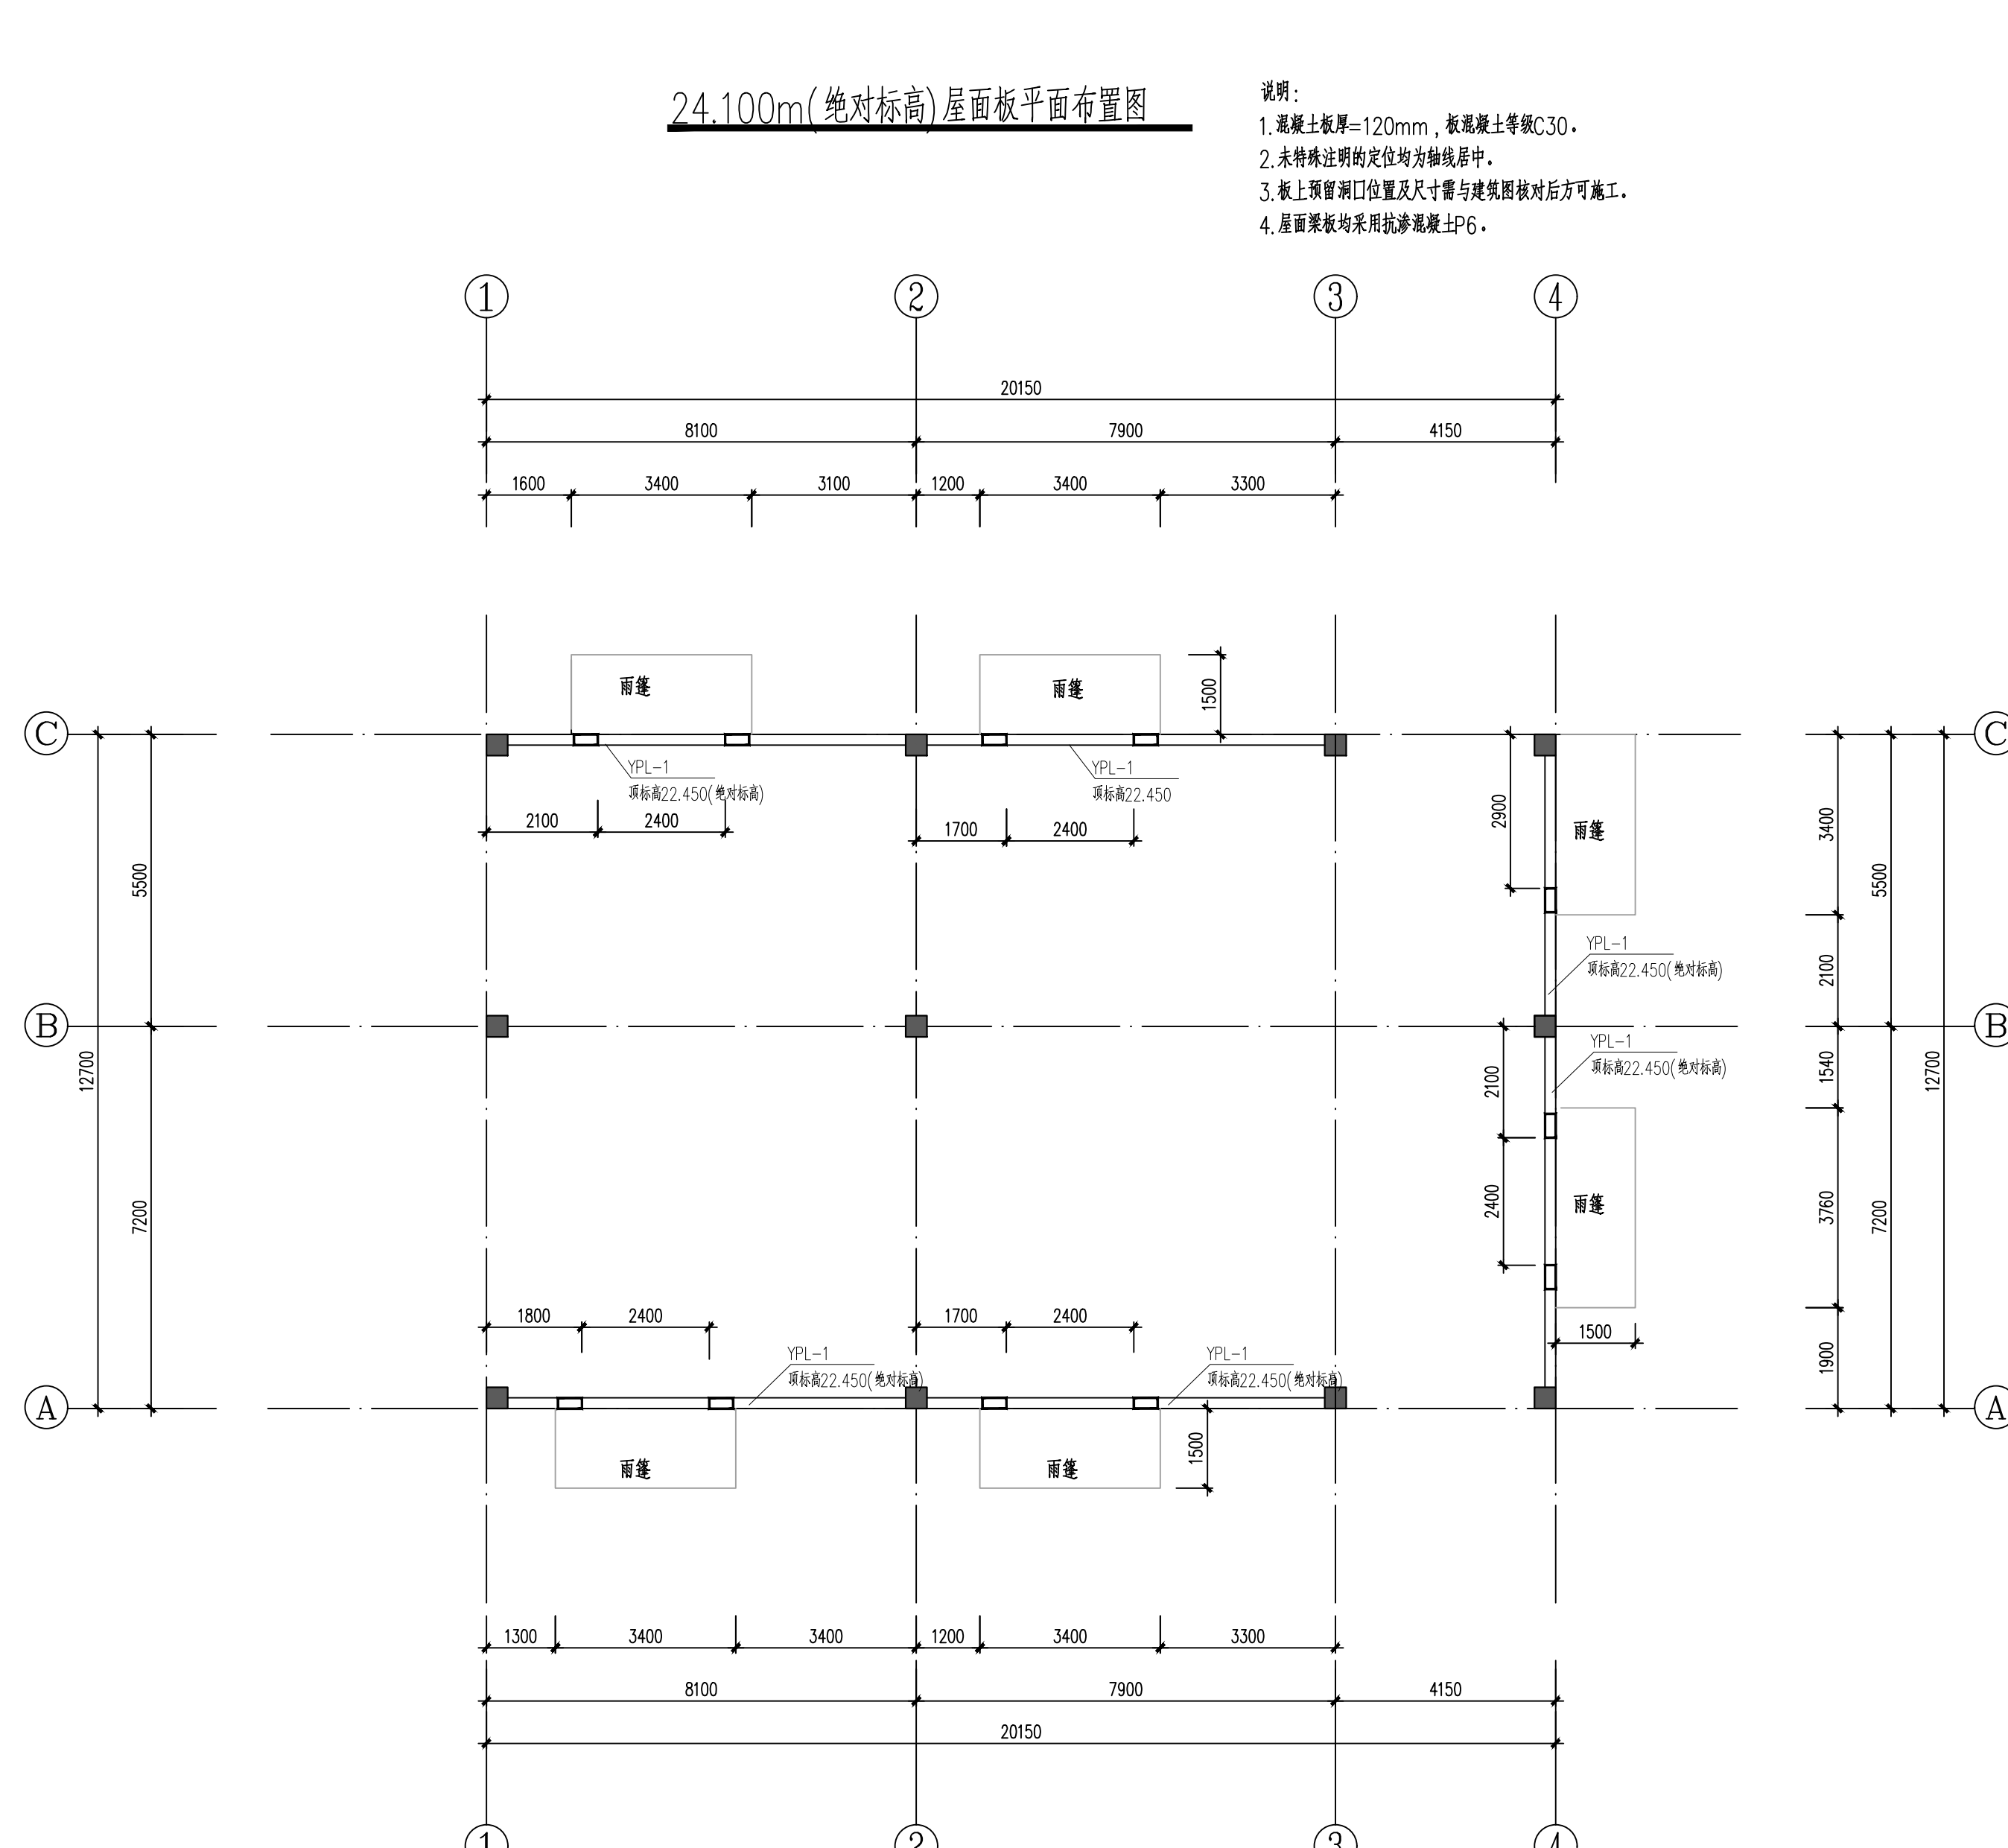 24.100m(绝对标高)屋面板平面布置图
说明：
1.混凝土板厚=120mm，板混凝土等级C30。
2.未特殊注明的定位均为轴线居中。
3.板上预留洞口位置及尺寸需与建筑图核对后方可施工。
4.屋面梁板均采用抗渗混凝土P6。
1 2 3 4
20150
8100 7900 4150
1600 3400 3100 1200 3400 3300
雨篷 雨篷 1500
C C
YPL-1 YPL-1
顶标高22.450(绝对标高) 顶标高22.450
2100 2400 1700 2400
2900 雨篷 3400
5500 5500
YPL-1
顶标高22.450(绝对标高)
2100
B B
YPL-1
顶标高22.450(绝对标高)
12700 2100 1540 12700
7200 2400 雨篷 3760 7200
1800 2400 1700 2400
1500
YPL-1 YPL-1
顶标高22.450(绝对标高) 顶标高22.450(绝对标高)
1900
A A
雨篷 雨篷 1500
1300 3400 3400 1200 3400 3300
8100 7900 4150
20150
1 2 3 4